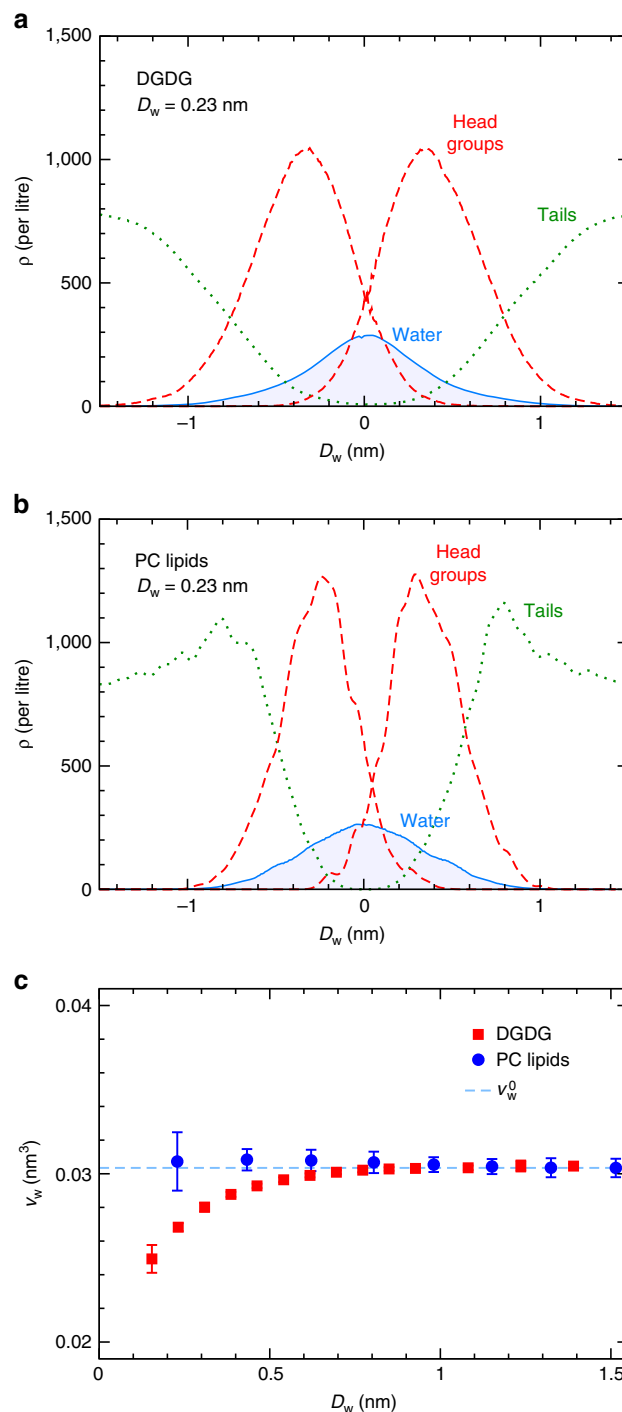 a
1,500
DGDG
D_w = 0.23 nm
Head
groups
1,000
Tails
ρ (per litre)
500
Water
0
−1 0 1
D_w (nm)
b
1,500
PC lipids
D_w = 0.23 nm
Head
groups
Tails
1,000
ρ (per litre)
500
Water
0
−1 0 1
D_w (nm)
c
0.04
DGDG
PC lipids
v_w^0
v_w (nm³)
0.03
0.02
0 0.5 1 1.5
D_w (nm)